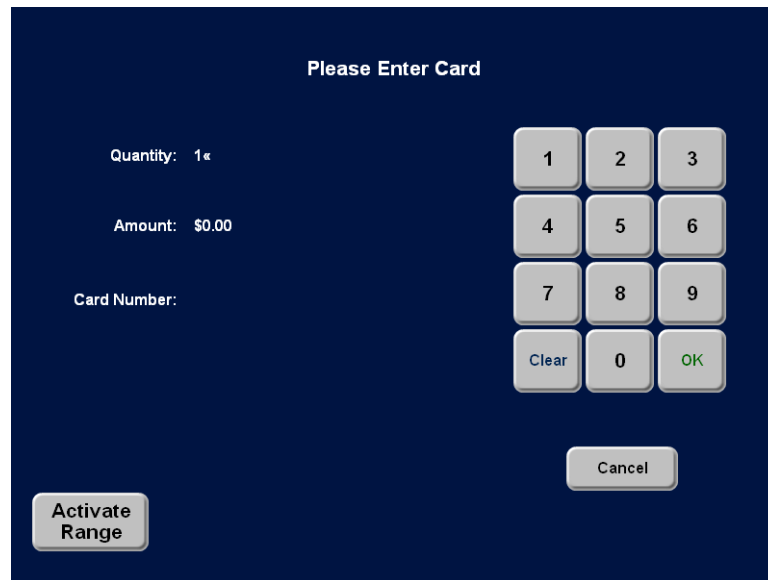 Please Enter Card
Quantity: 1«
1 2 3
Amount: $0.00
4 5 6
Card Number:
7 8 9
Clear 0 OK
Cancel
Activate
Range